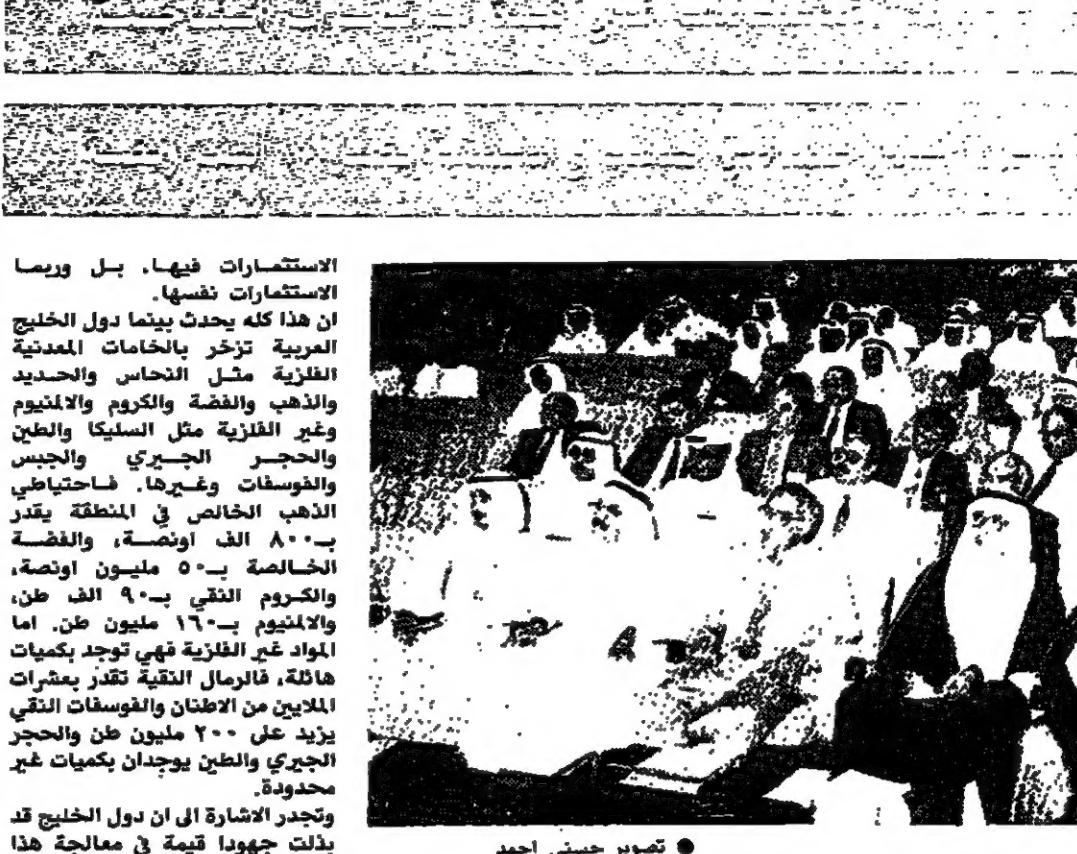 الاستثمارات فيها، بل وربما
الاستثمارات نفسها.
ان هذا كله يحدث بينما دول الخليج
العربية تزخر بالخامات المعدنية
الفلزية مثل النحاس والحديد
والذهب والفضة والكروم والالمنيوم
وغير الفلزية مثل السليكا والطين
والحجر الجيري والجبس
والفوسفات وغيرها. فاحتياطي
الذهب الخالص في المنطقة يقدر
بـ٨٠٠ الف اونصة، والفضة
الخالصة بـ٥٠ مليون اونصة،
والكروم النقي بـ٩٠ الف طن،
والالمنيوم بـ١٦٠ مليون طن. اما
المواد غير الفلزية فهي توجد بكميات
هائلة، فالرمال النقية تقدر بعشرات
الملايين من الاطنان والفوسفات النقي
يزيد على ٢٠٠ مليون طن والحجر
الجيري والطين يوجدان بكميات غير
محدودة.
وتجدر الاشارة الى ان دول الخليج قد
بذلت جهودا قيمة في معالجة هذا
● تصوير حسني احمد